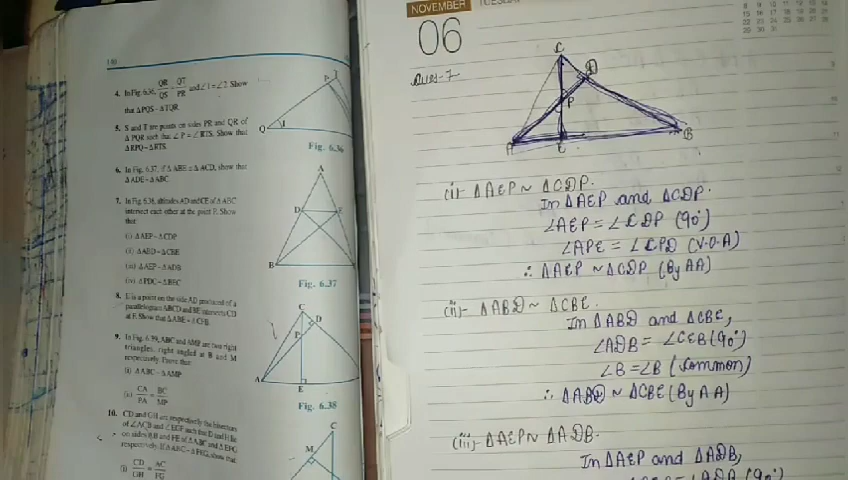 NOVEMBER
TUESDAY
06
Ques-7
C
D
P
A
E
B
(i)- ΔAEP ~ ΔCDP.
In ΔAEP and ΔCDP.
∠AEP = ∠CDP (90°)
∠APE = ∠CPD (V.O.A)
∴ ΔAEP ~ ΔCDP (By AA)
(ii)- ΔABD ~ ΔCBE.
In ΔABD and ΔCBE,
∠ADB = ∠CEB (90°)
∠B = ∠B (Common)
∴ ΔABD ~ ΔCBE (By AA)
(iii)- ΔAEP ~ ΔADB.
In ΔAEP and ΔADB,
4. In Fig. 6.36, QR/QS = QT/PR and ∠1 = ∠2. Show
that ΔPQS ~ ΔTQR.
5. S and T are points on sides PR and QR of
ΔPQR such that ∠P = ∠RTS. Show that
ΔRPQ ~ ΔRTS.
6. In Fig. 6.37, if ΔABE ≅ ΔACD, show that
ΔADE ~ ΔABC.
7. In Fig. 6.38, altitudes AD and CE of ΔABC
intersect each other at the point P. Show
that:
(i) ΔAEP ~ ΔCDP
(ii) ΔABD ~ ΔCBE
(iii) ΔAEP ~ ΔADB
(iv) ΔPDC ~ ΔBEC
8. E is a point on the side AD produced of a
parallelogram ABCD and BE intersects CD
at F. Show that ΔABE ~ ΔCFB.
9. In Fig. 6.39, ABC and AMP are two right
triangles, right angled at B and M
respectively. Prove that:
(i) ΔABC ~ ΔAMP
(ii) CA/PA = BC/MP
10. CD and GH are respectively the bisectors
of ∠ACB and ∠EGF such that D and H lie
on sides AB and FE of ΔABC and ΔEFG
respectively. If ΔABC ~ ΔFEG, show that:
(i) CD/GH = AC/FG
P
Q
Fig. 6.36
A
D
E
B
Fig. 6.37
C
D
P
A
E
Fig. 6.38
C
M